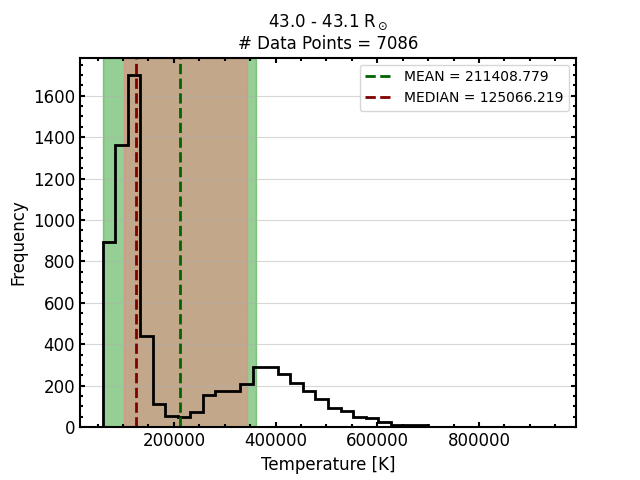 43.0 - 43.1 R⊙
# Data Points = 7086
MEAN = 211408.779
MEDIAN = 125066.219
Frequency
1600
1400
1200
1000
800
600
400
200
0
200000 400000 600000 800000
Temperature [K]